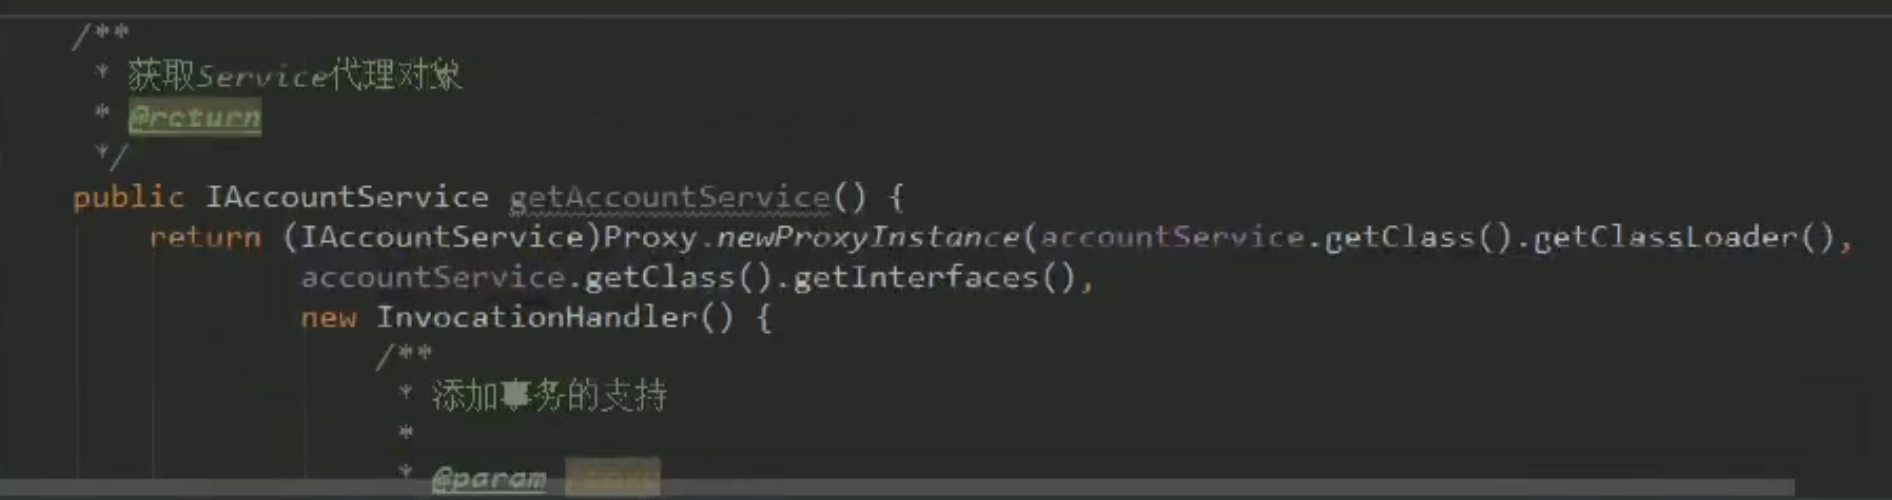 /**
* 获取Service代理对象
* @return
*/
public IAccountService getAccountService() {
return (IAccountService)Proxy.newProxyInstance(accountService.getClass().getClassLoader(),
accountService.getClass().getInterfaces(),
new InvocationHandler() {
/**
* 添加事务的支持
*
* @param